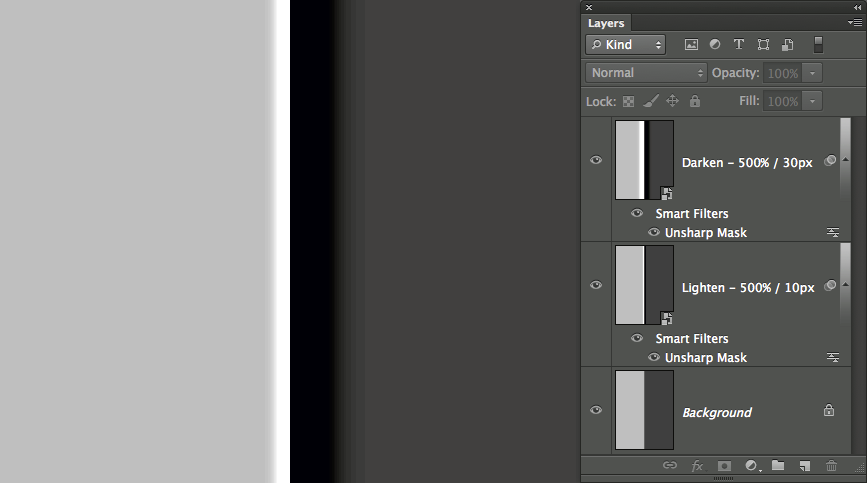 Layers
Kind
Normal Opacity: 100%
Lock: Fill: 100%
Darken – 500% / 30px
Smart Filters
Unsharp Mask
Lighten – 500% / 10px
Smart Filters
Unsharp Mask
Background
fx